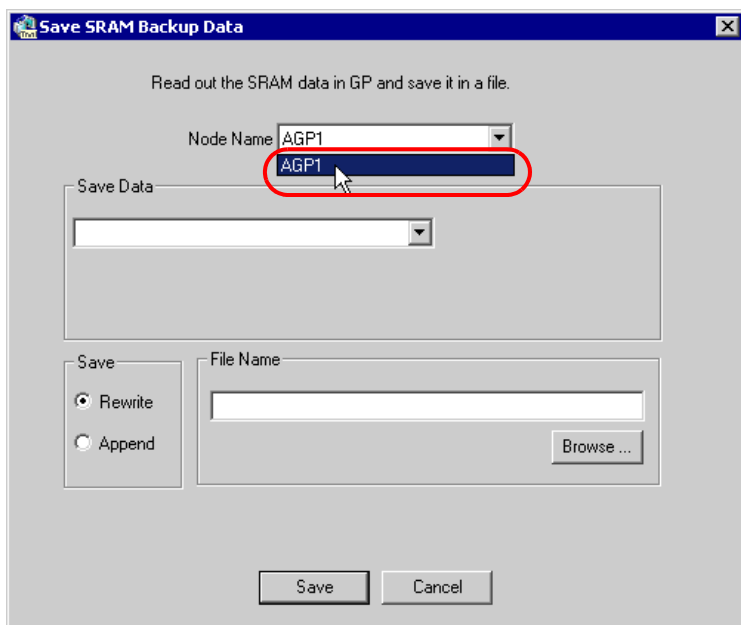 Save SRAM Backup Data
Read out the SRAM data in GP and save it in a file.
Node Name AGP1
AGP1
Save Data
Save
File Name
Rewrite
Append
Browse ...
Save
Cancel